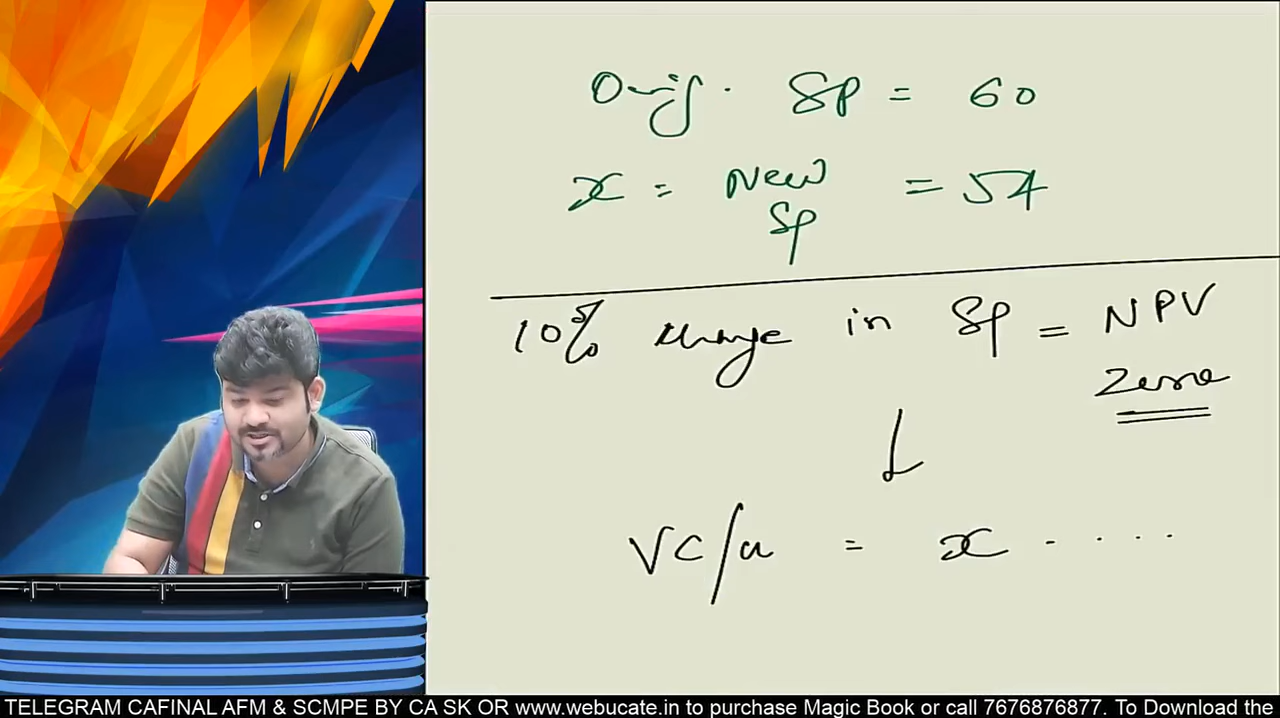 Orig. SP = 60
x = New SP = 54
10% change in SP = NPV
Zero
VC/u = x - . . . .
TELEGRAM CAFINAL AFM & SCMPE BY CA SK OR www.webucate.in to purchase Magic Book or call 7676876877. To Download the